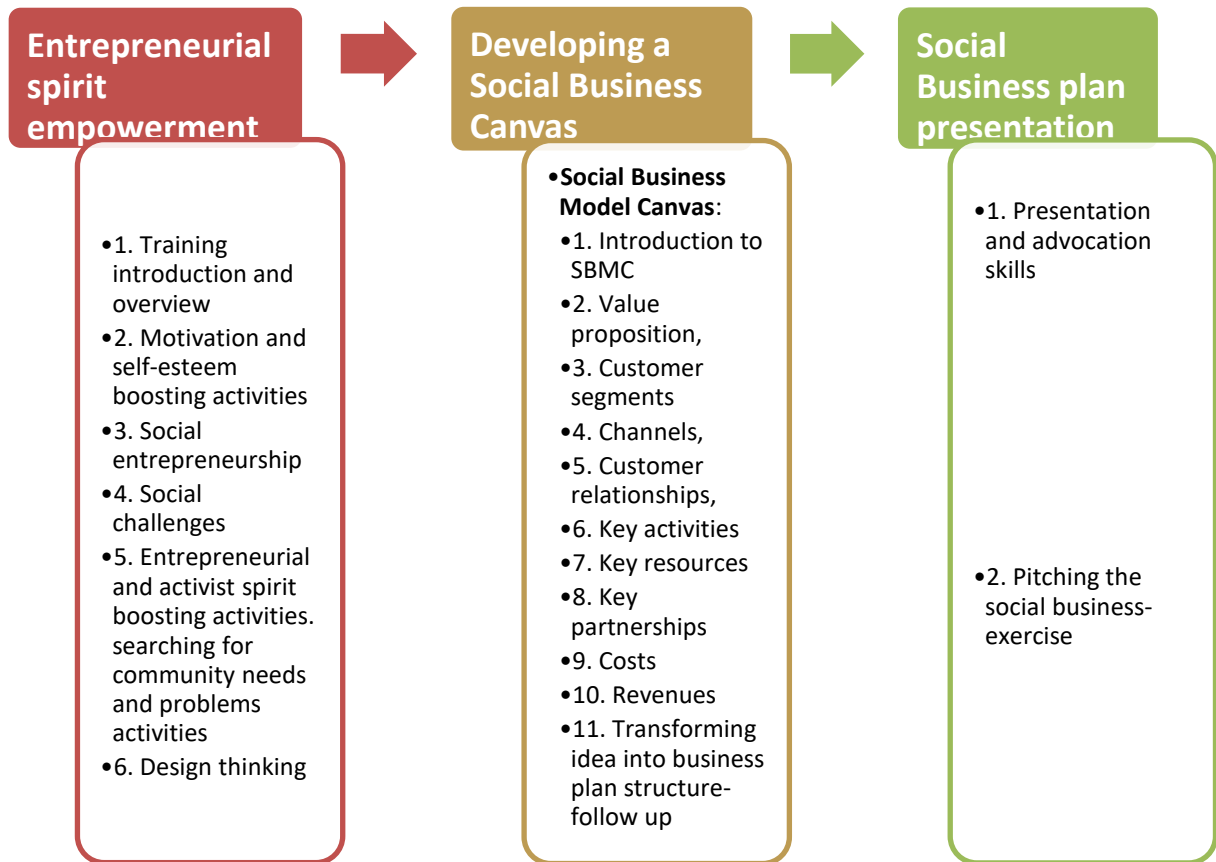 Entrepreneurial
spirit
empowerment
•1. Training
introduction and
overview
•2. Motivation and
self-esteem
boosting activities
•3. Social
entrepneurship
•4. Social
challenges
•5. Entrepreneurial
and activist spirit
boosting activities.
searching for
community needs
and problems
activities
•6. Design thinking
Developing a
Social Business
Canvas
•Social Business
Model Canvas:
•1. Introduction to
SBMC
•2. Value
proposition,
•3. Customer
segments
•4. Channels,
•5. Customer
relationships,
•6. Key activities
•7. Key resources
•8. Key
partnerships
•9. Costs
•10. Revenues
•11. Transforming
idea into business
plan structure-
follow up
Social
Business plan
presentation
•1. Presentation
and advocation
skills
•2. Pitching the
social business-
exercise